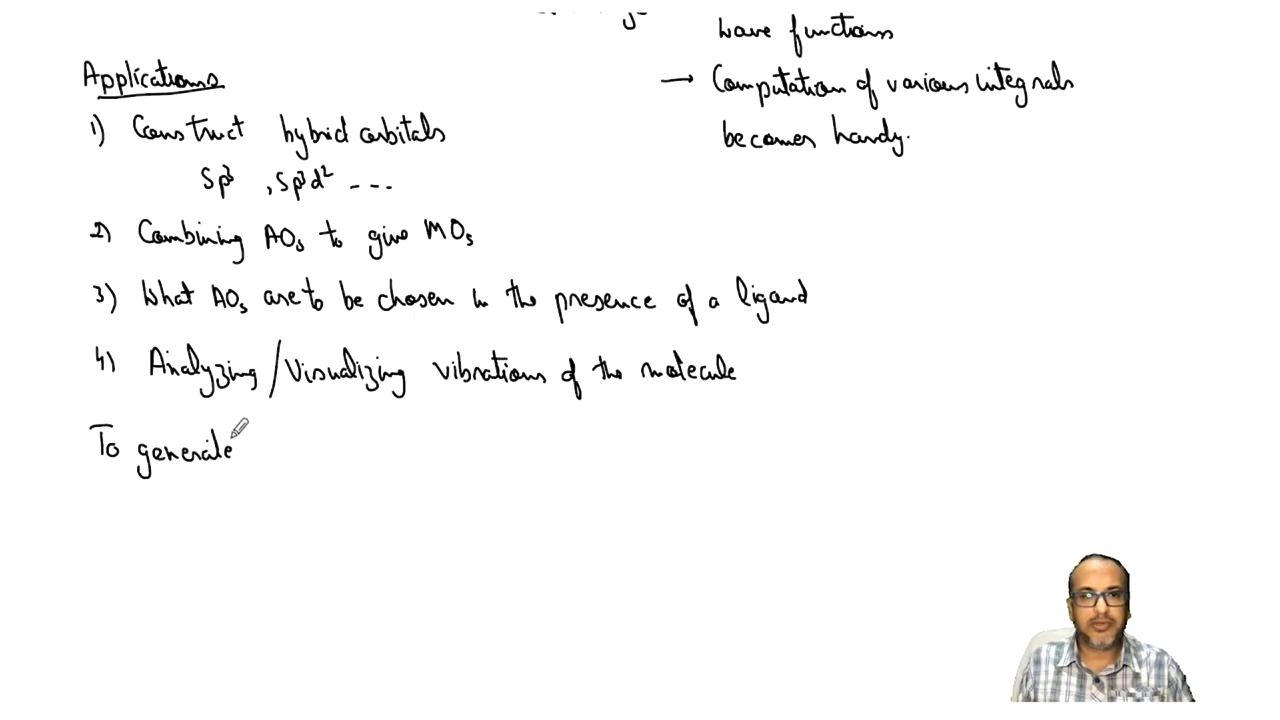 wave functions
→ Computation of various integrals
becomes handy.
Applications
1) Construct hybrid orbitals
sp³ , sp³d² ---
2) Combining AOs to give MOs
3) What AOs are to be chosen in the presence of a ligand
4) Analyzing / Visualizing vibrations of the molecule
To generate